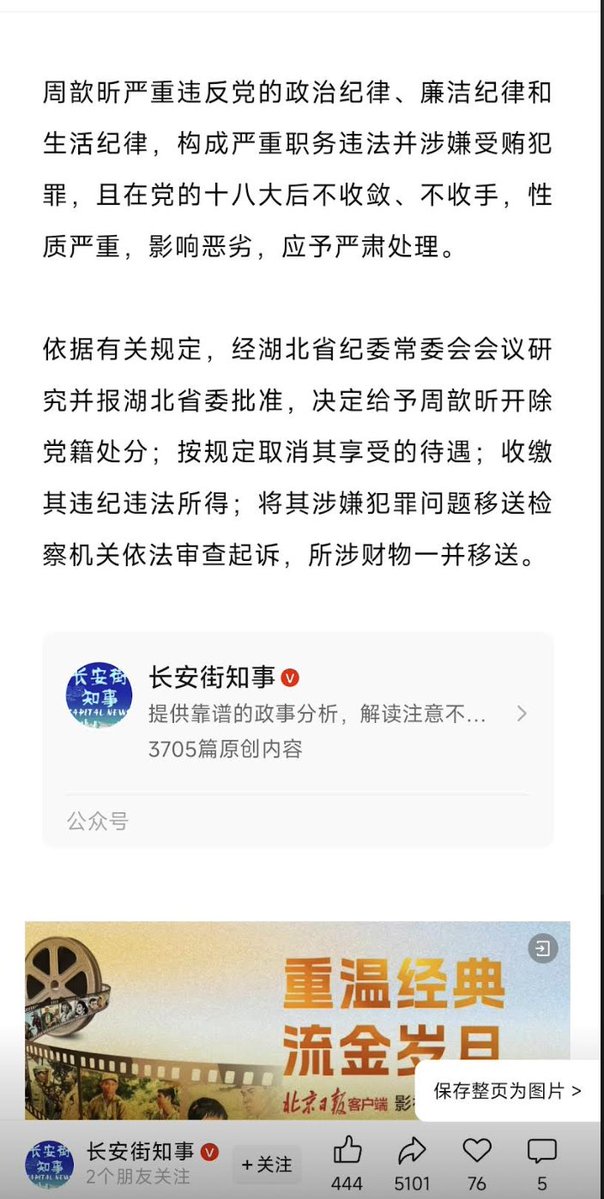 周歆昕严重违反党的政治纪律、廉洁纪律和
生活纪律，构成严重职务违法并涉嫌受贿犯
罪，且在党的十八大后不收敛、不收手，性
质严重，影响恶劣，应予严肃处理。
依据有关规定，经湖北省纪委常委会会议研
究并报湖北省委批准，决定给予周歆昕开除
党籍处分；按规定取消其享受的待遇；收缴
其违纪违法所得；将其涉嫌犯罪问题移送检
察机关依法审查起诉，所涉财物一并移送。
长安街
知事
CAPITAL NEWS
长安街知事
提供靠谱的政事分析，解读注意不...
3705篇原创内容
公众号
重温经典
流金岁月
北京日报客户端 影
保存整页为图片 >
长安街
知事
长安街知事
2个朋友关注
+关注
444
5101
76
5